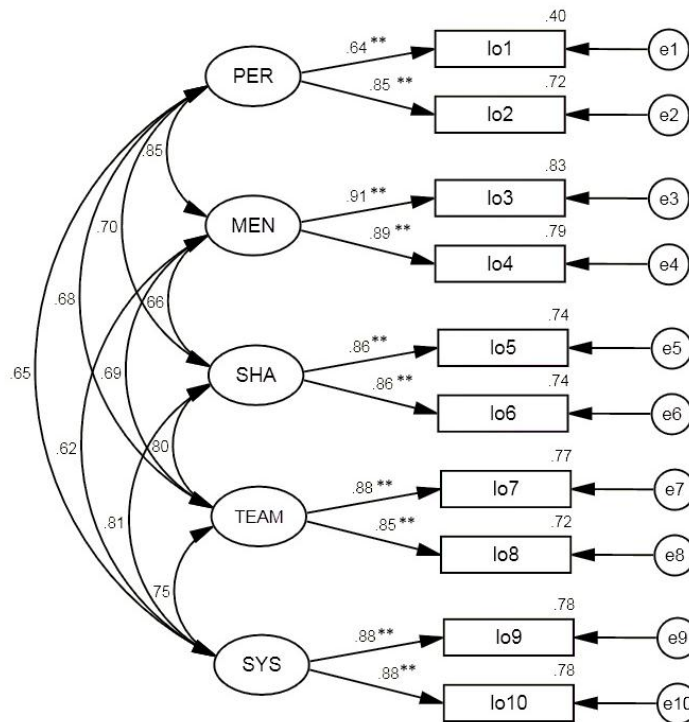 .40
.64 ** lo1 e1
PER
.72
.85 ** lo2 e2
.85
.83
.91 ** lo3 e3
MEN
.79
.89 ** lo4 e4
.70
.66
.74
.68
.86 ** lo5 e5
.65
.69
SHA
.74
.86 ** lo6 e6
.62
.80
.77
.88 ** lo7 e7
.81
TEAM
.72
.85 ** lo8 e8
.75
.78
.88 ** lo9 e9
SYS
.78
.88 ** lo10 e10